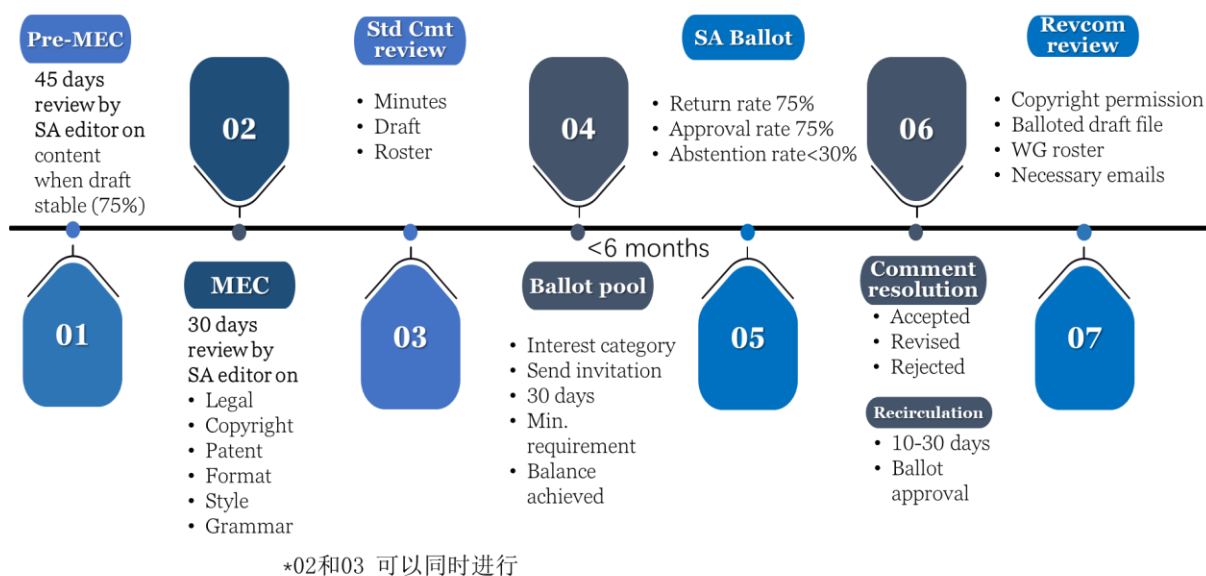 Pre-MEC
45 days
review by
SA editor on
content
when draft
stable (75%)
01
02
MEC
30 days
review by
SA editor on
• Legal
• Copyright
• Patent
• Format
• Style
• Grammar
Std Cmt
review
• Minutes
• Draft
• Roster
03
04
<6 months
Ballot pool
• Interest category
• Send invitation
• 30 days
• Min.
requirement
• Balance
achieved
SA Ballot
• Return rate 75%
• Approval rate 75%
• Abstention rate<30%
05
06
Comment
resolution
• Accepted
• Revised
• Rejected
Recirculation
• 10-30 days
• Ballot
approval
Revcom
review
• Copyright permission
• Balloted draft file
• WG roster
• Necessary emails
07
*02和03 可以同时进行